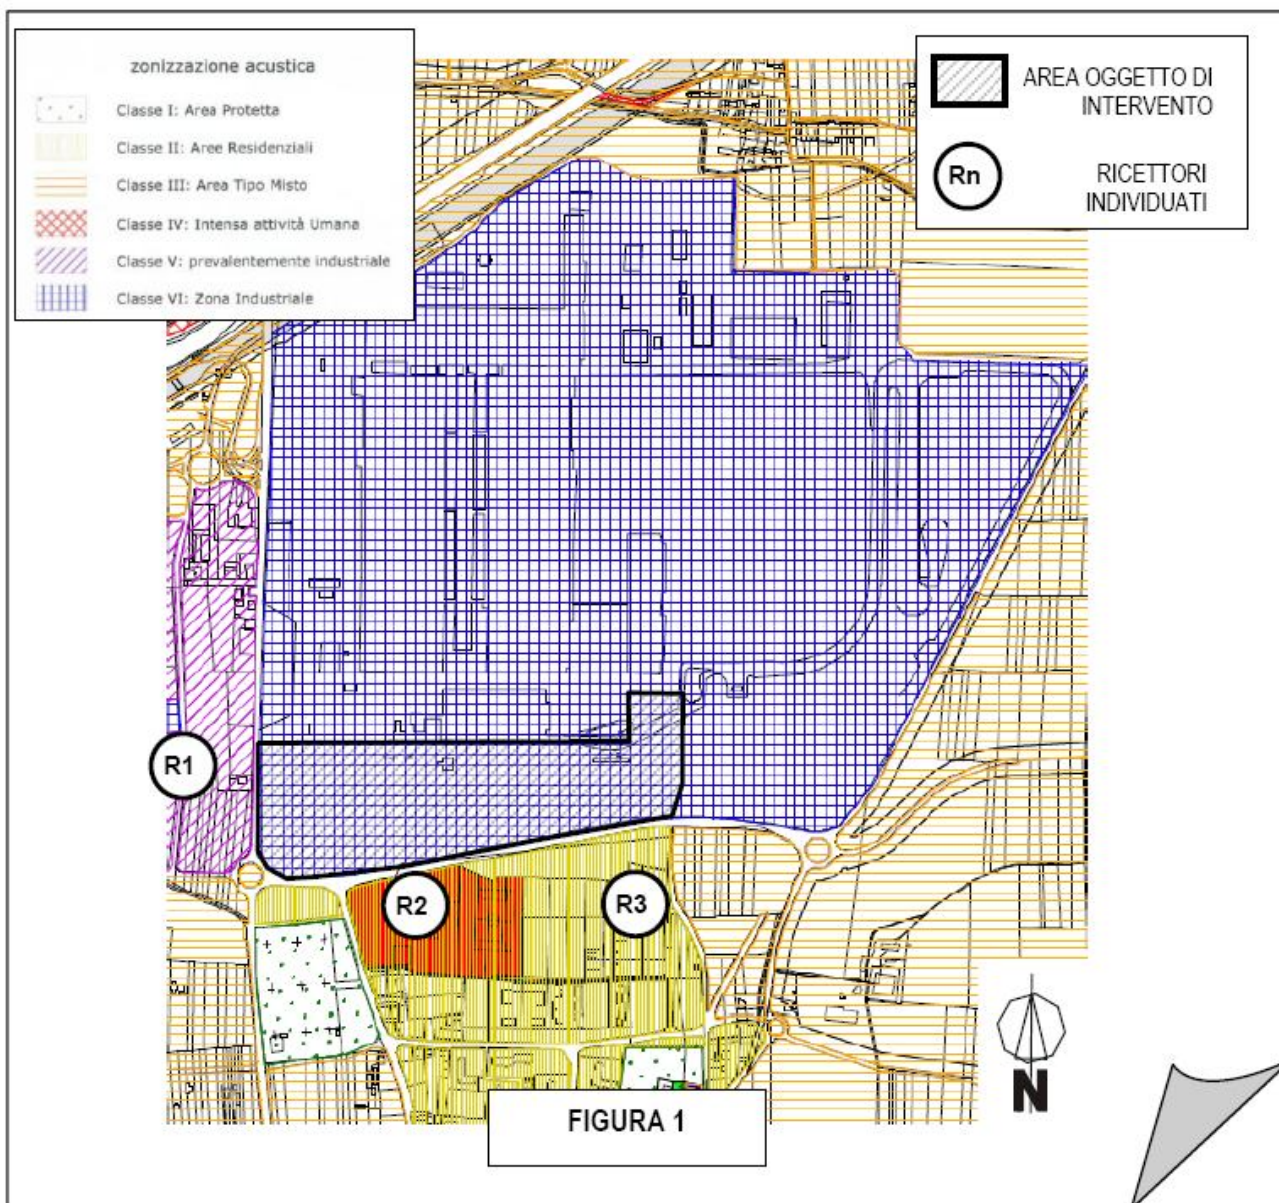 zonizzazione acustica
Classe I: Area Protetta
Classe II: Aree Residenziali
Classe III: Area Tipo Misto
Classe IV: Intensa attività Umana
Classe V: prevalentemente industriale
Classe VI: Zona Industriale
AREA OGGETTO DI
INTERVENTO
Rn
RICETTORI
INDIVIDUATI
R1
R2
R3
N
FIGURA 1